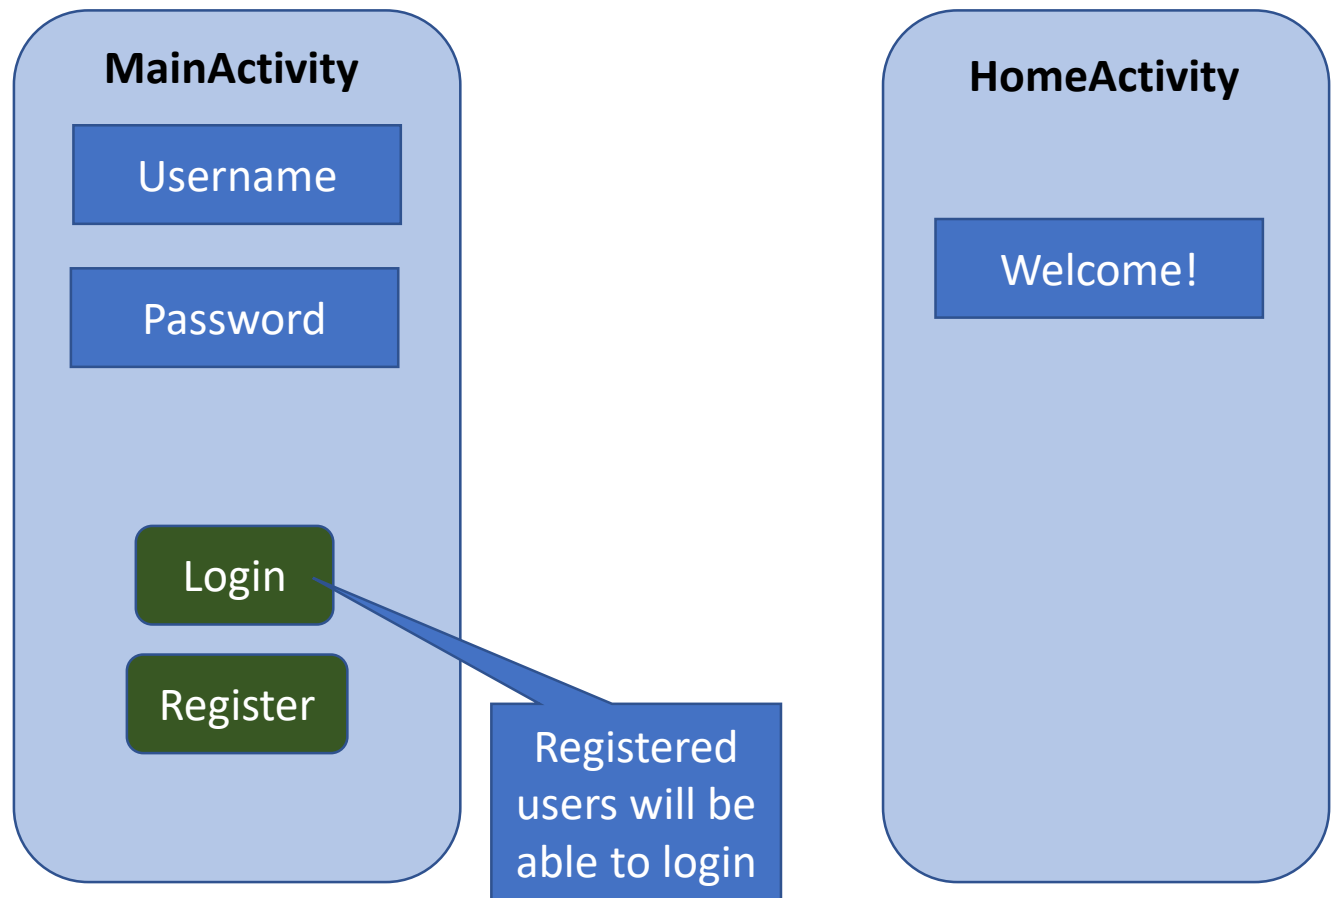 MainActivity
Username
Password
Login
Register
Registered
users will be
able to login
HomeActivity
Welcome!